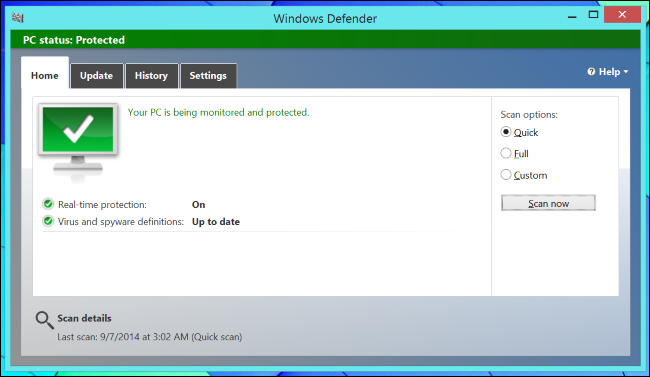 Windows Defender
PC status: Protected
Home
Update
History
Settings
Help
Your PC is being monitored and protected.
Real-time protection: On
Virus and spyware definitions: Up to date
Scan options:
Quick
Full
Custom
Scan now
Scan details
Last scan: 9/7/2014 at 3:02 AM (Quick scan)